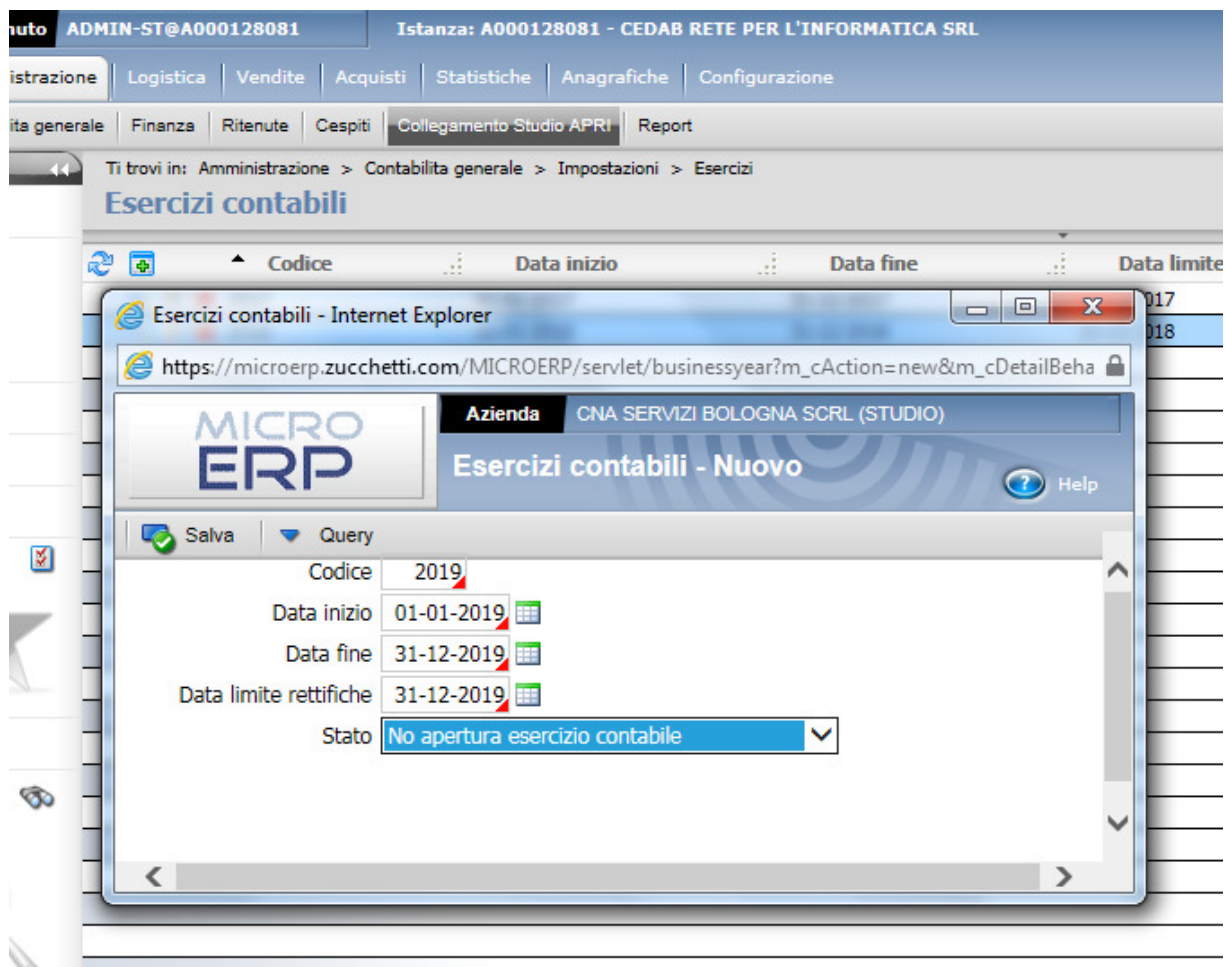 nuto ADMIN-ST@A000128081 Istanza: A000128081 - CEDAB RETE PER L'INFORMATICA SRL
istrazione Logistica Vendite Acquisti Statistiche Anagrafiche Configurazione
ita generale Finanza Ritenute Cespiti Collegamento Studio APRI Report
Ti trovi in: Amministrazione > Contabilita generale > Impostazioni > Esercizi
Esercizi contabili
Codice Data inizio Data fine Data limite
017
Esercizi contabili - Internet Explorer
018
https://microerp.zucchetti.com/MICROERP/servlet/businessyear?m_cAction=new&m_cDetailBeha
MICRO ERP
Azienda CNA SERVIZI BOLOGNA SCRL (STUDIO)
Esercizi contabili - Nuovo
? Help
Salva Query
Codice 2019
Data inizio 01-01-2019
Data fine 31-12-2019
Data limite rettifiche 31-12-2019
Stato No apertura esercizio contabile